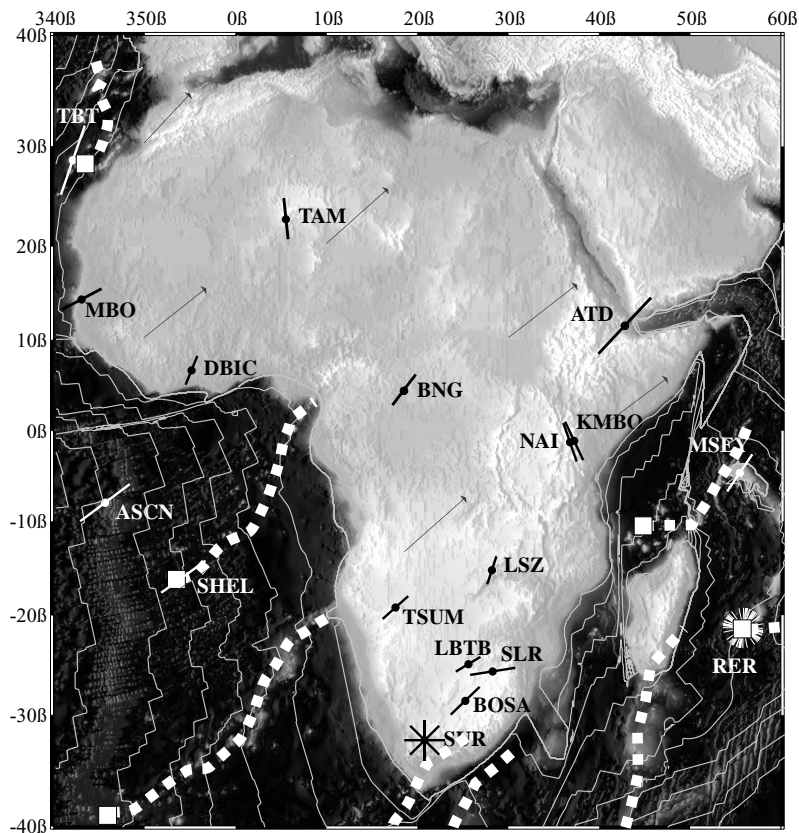 340ß 350ß 0ß 10ß 20ß 30ß 40ß 50ß 60ß
40ß
TBT
30ß
TAM
20ß
MBO
ATD
10ß
DBIC
BNG
KMBO
0ß
NAI
MSEY
-10ß
ASCN
LSZ
SHEL
TSUM
-20ß
LBTB
SLR
RER
BOSA
-30ß
SUR
-40ß